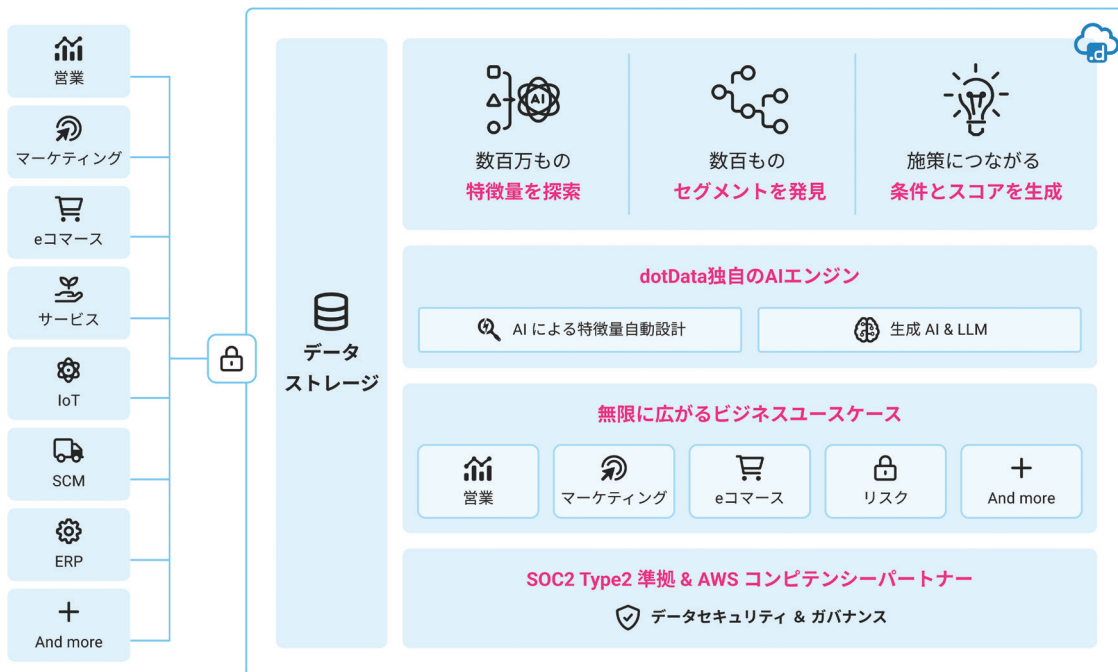 営業
マーケティング
eコマース
サービス
IoT
SCM
ERP
And more
データ
ストレージ
.d
AI
数百万もの
特徴量を探索
数百もの
セグメントを発見
施策につながる
条件とスコアを生成
dotData独自のAIエンジン
AI による特徴量自動設計
生成 AI & LLM
無限に広がるビジネスユースケース
営業
マーケティング
eコマース
リスク
And more
SOC2 Type2 準拠 & AWS コンピテンシーパートナー
データセキュリティ & ガバナンス